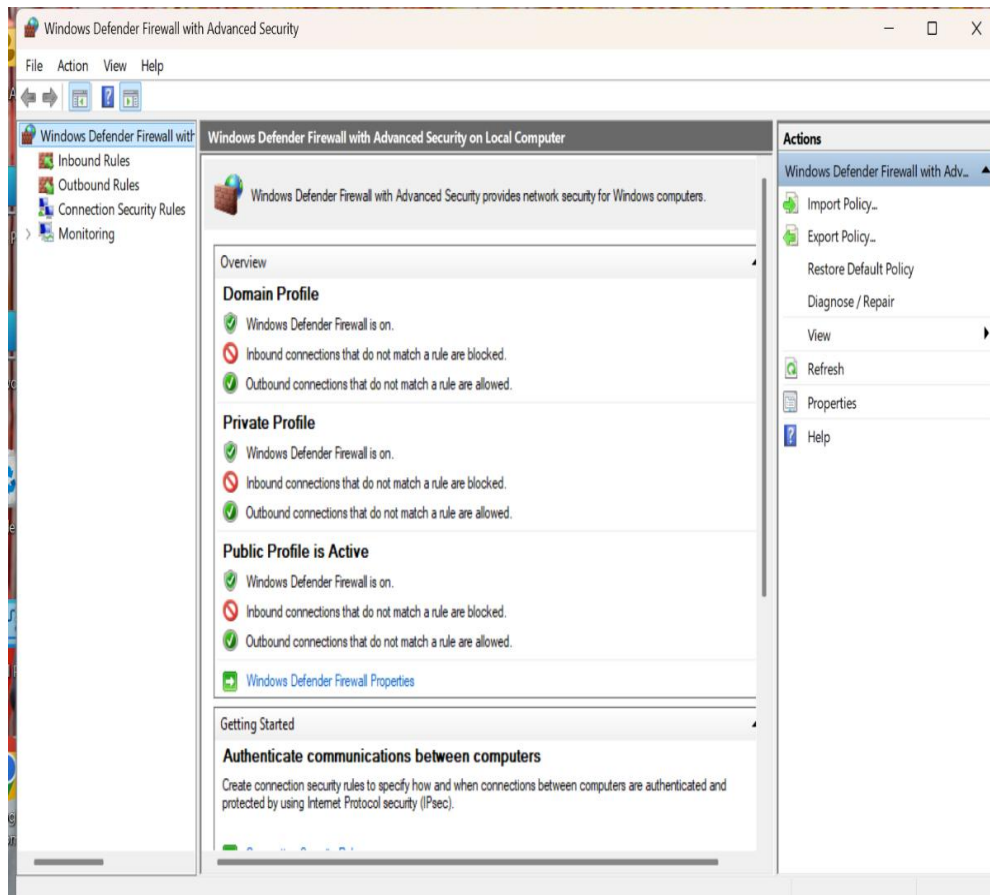 Windows Defender Firewall with Advanced Security
File Action View Help
Windows Defender Firewall with
Inbound Rules
Outbound Rules
Connection Security Rules
Monitoring
Windows Defender Firewall with Advanced Security on Local Computer
Windows Defender Firewall with Advanced Security provides network security for Windows computers.
Overview
Domain Profile
Windows Defender Firewall is on.
Inbound connections that do not match a rule are blocked.
Outbound connections that do not match a rule are allowed.
Private Profile
Windows Defender Firewall is on.
Inbound connections that do not match a rule are blocked.
Outbound connections that do not match a rule are allowed.
Public Profile is Active
Windows Defender Firewall is on.
Inbound connections that do not match a rule are blocked.
Outbound connections that do not match a rule are allowed.
Windows Defender Firewall Properties
Getting Started
Authenticate communications between computers
Create connection security rules to specify how and when connections between computers are authenticated and
protected by using Internet Protocol security (IPsec).
Actions
Windows Defender Firewall with Adv...
Import Policy...
Export Policy...
Restore Default Policy
Diagnose / Repair
View
Refresh
Properties
Help